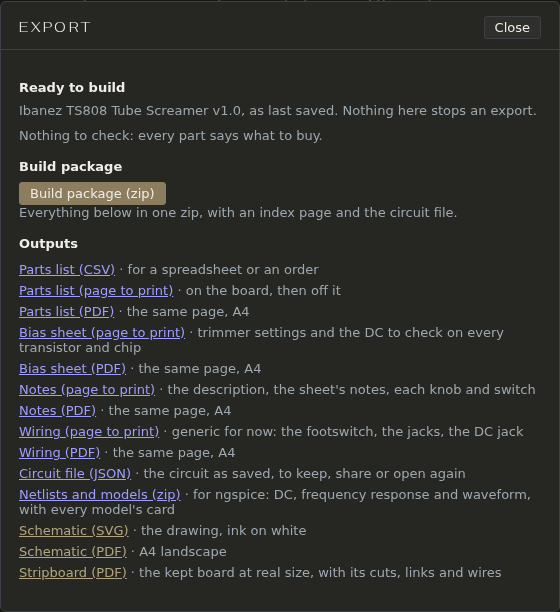 EXPORT
Close
Ready to build
Ibanez TS808 Tube Screamer v1.0, as last saved. Nothing here stops an export.
Nothing to check: every part says what to buy.
Build package
Build package (zip)
Everything below in one zip, with an index page and the circuit file.
Outputs
Parts list (CSV) · for a spreadsheet or an order
Parts list (page to print) · on the board, then off it
Parts list (PDF) · the same page, A4
Bias sheet (page to print) · trimmer settings and the DC to check on every
transistor and chip
Bias sheet (PDF) · the same page, A4
Notes (page to print) · the description, the sheet's notes, each knob and switch
Notes (PDF) · the same page, A4
Wiring (page to print) · generic for now: the footswitch, the jacks, the DC jack
Wiring (PDF) · the same page, A4
Circuit file (JSON) · the circuit as saved, to keep, share or open again
Netlists and models (zip) · for ngspice: DC, frequency response and waveform,
with every model's card
Schematic (SVG) · the drawing, ink on white
Schematic (PDF) · A4 landscape
Stripboard (PDF) · the kept board at real size, with its cuts, links and wires